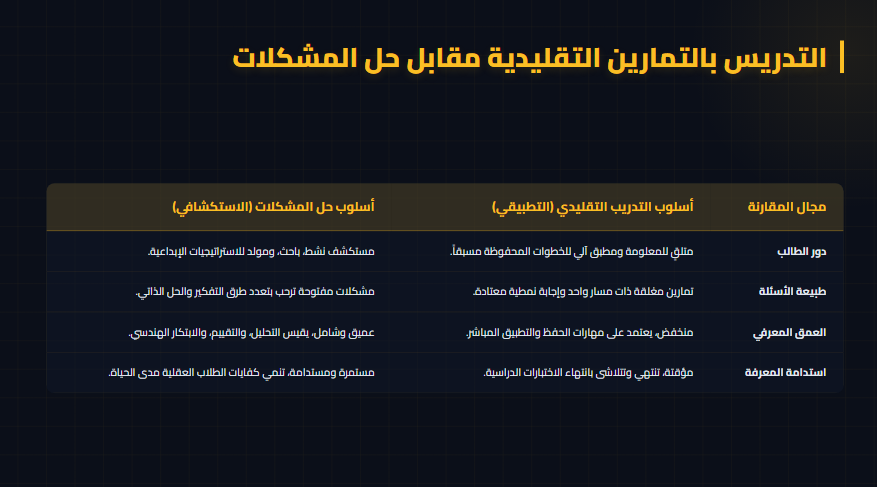 التدريس بالتمارين التقليدية مقابل حل المشكلات
مجال المقارنة أسلوب التدريب التقليدي (التطبيقي) أسلوب حل المشكلات (الاستكشافي)
دور الطالب متلقٍ للمعلومة ومطبق آلي للخطوات المحفوظة مسبقاً. مستكشف نشط، باحث، ومولد للاستراتيجيات الإبداعية.
طبيعة الأسئلة تمارين مغلقة ذات مسار واحد وإجابة نمطية معتادة. مشكلات مفتوحة ترحب بتعدد طرق التفكير والحل الذاتي.
العمق المعرفي منخفض، يعتمد على مهارات الحفظ والتطبيق المباشر. عميق وشامل، يقيس التحليل، والتقييم، والابتكار الهندسي.
استدامة المعرفة مؤقتة، تنتهي وتتلاشى بانتهاء الاختبارات الدراسية. مستمرة ومستدامة، تنمي كفايات الطلاب العقلية مدى الحياة.